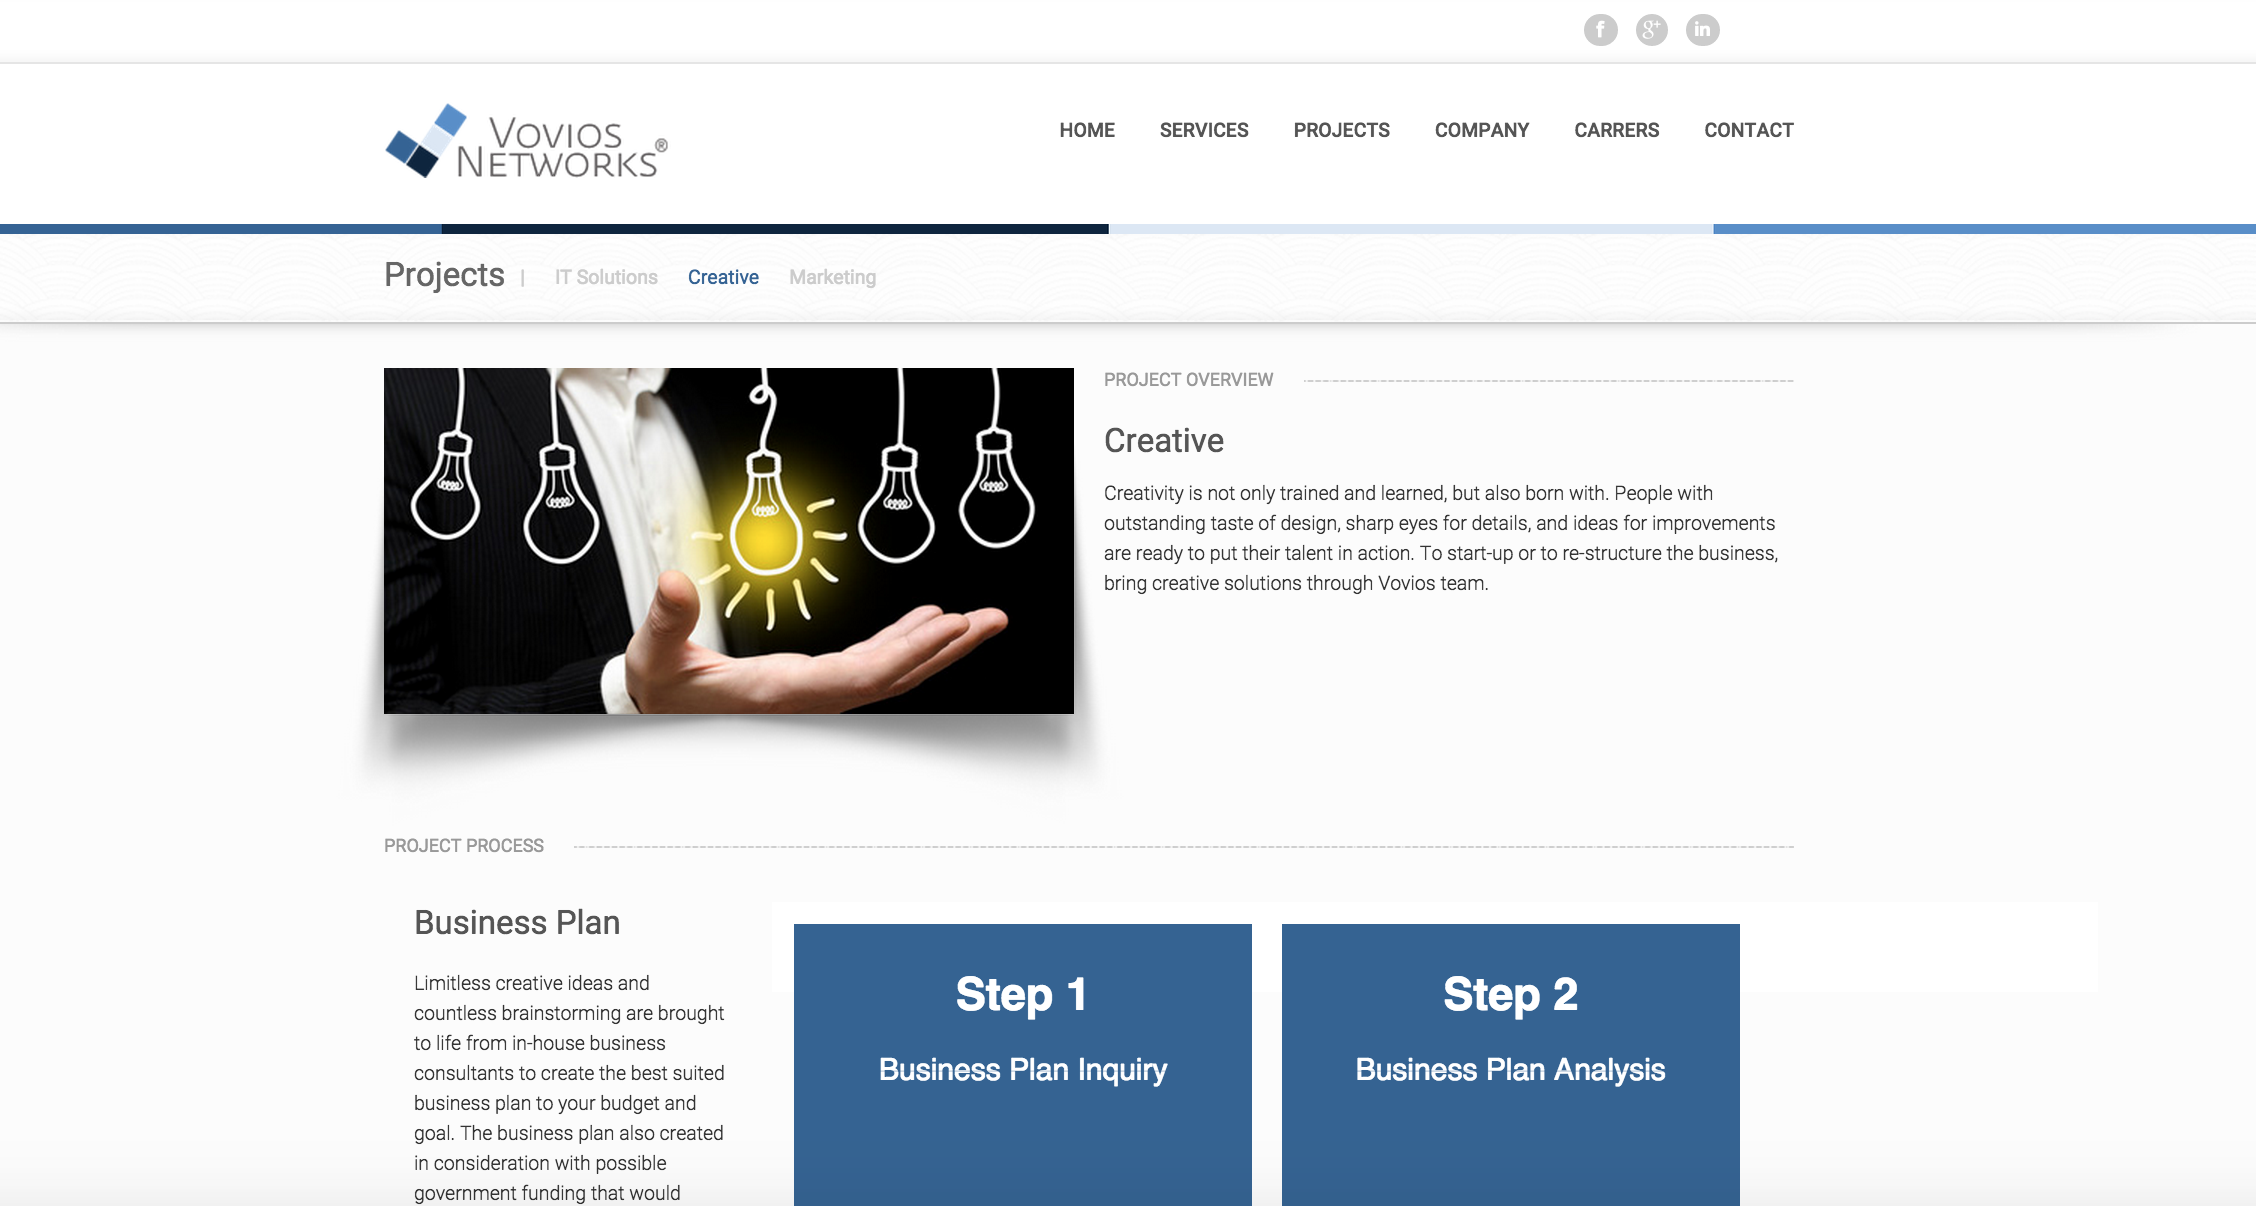 f g+ in
VOVIOS
NETWORKS®
HOME SERVICES PROJECTS COMPANY CARRERS CONTACT
Projects | IT Solutions Creative Marketing
PROJECT OVERVIEW
Creative
Creativity is not only trained and learned, but also born with. People with
outstanding taste of design, sharp eyes for details, and ideas for improvements
are ready to put their talent in action. To start-up or to re-structure the business,
bring creative solutions through Vovios team.
PROJECT PROCESS
Business Plan
Limitless creative ideas and
countless brainstorming are brought
to life from in-house business
consultants to create the best suited
business plan to your budget and
goal. The business plan also created
in consideration with possible
government funding that would
Step 1
Business Plan Inquiry
Step 2
Business Plan Analysis